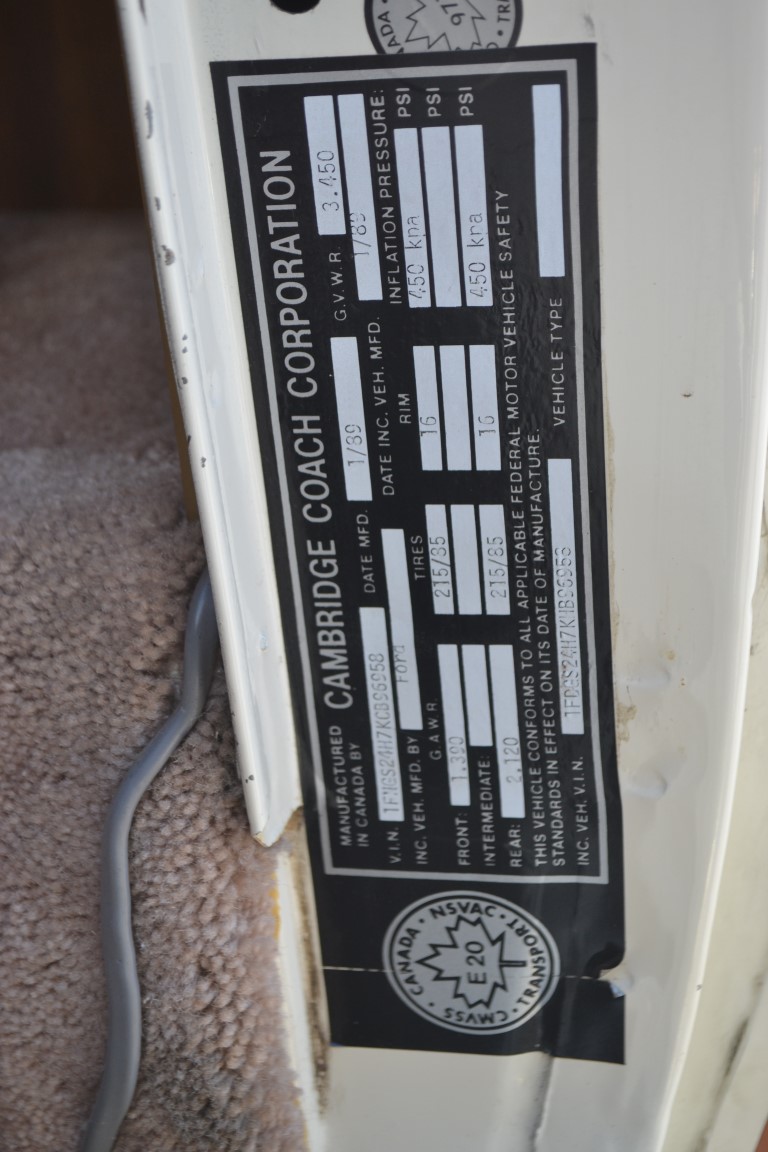 CAMBRIDGE COACH CORPORATION
MANUFACTURED
IN CANADA BY
V.I.N. DATE MFD. 1/89 G.V.W.R. 3.450
INC. VEH. MFD. BY Ford DATE INC. VEH. MFD. 1/89
G.A.W.R. TIRES RIM INFLATION PRESSURE:
FRONT: 1.390 215/85 16 450 kpa PSI
INTERMEDIATE: PSI
REAR: 2.120 215/85 16 450 kpa PSI
THIS VEHICLE CONFORMS TO ALL APPLICABLE FEDERAL MOTOR VEHICLE SAFETY
STANDARDS IN EFFECT ON ITS DATE OF MANUFACTURE.
INC. VEH. V.I.N. VEHICLE TYPE
CANADA · NSVAC · TRANSPORT · CMVSS
E 20
97